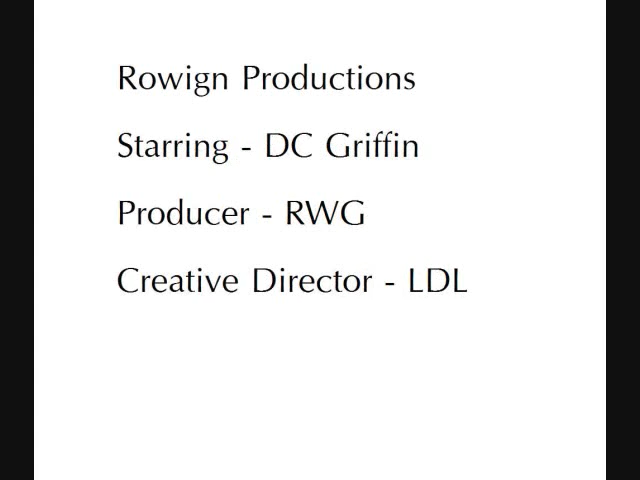 Rowign Productions
Starring - DC Griffin
Producer - RWG
Creative Director - LDL